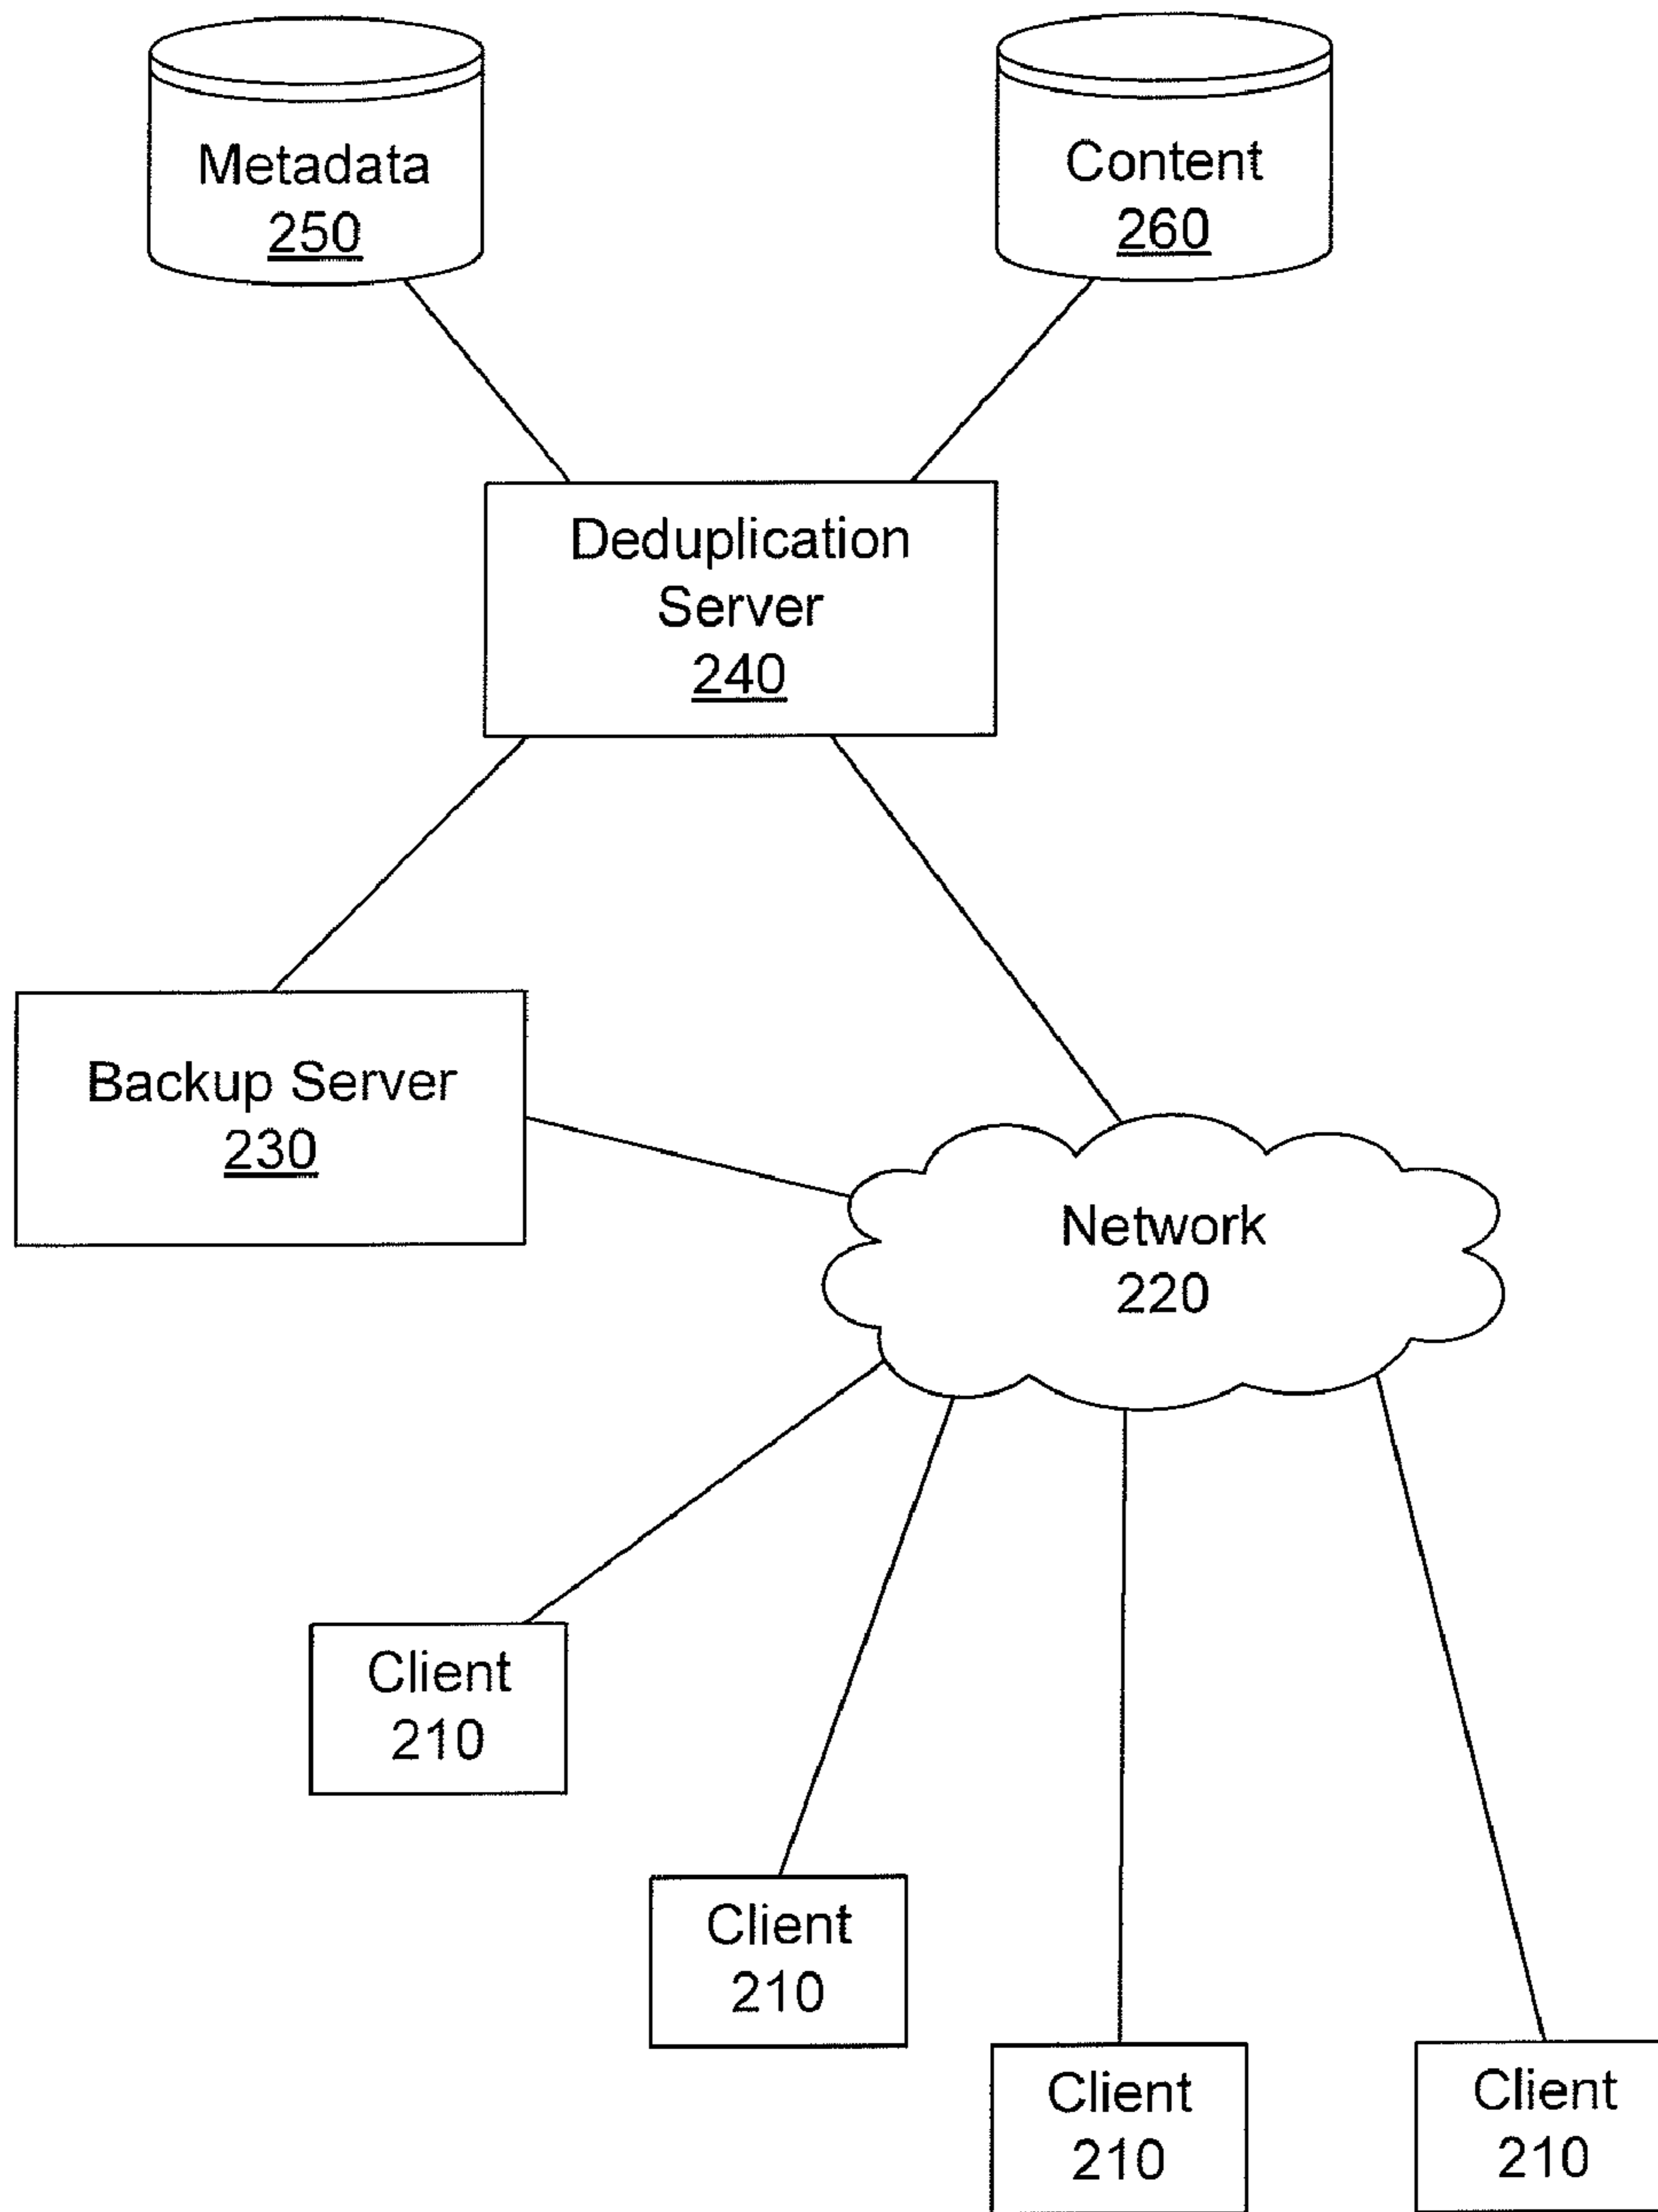 Metadata
250
Content
260
Deduplication
Server
240
Backup Server
230
Network
220
Client
210
Client
210
Client
210
Client
210